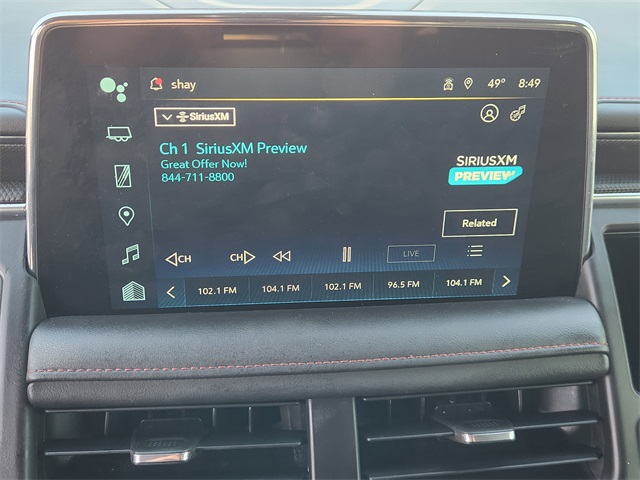 shay 49° 8:49
SiriusXM
Ch 1 SiriusXM Preview
Great Offer Now!
844-711-8800
SIRIUSXM
PREVIEW
Related
CH CH LIVE
102.1 FM 104.1 FM 102.1 FM 96.5 FM 104.1 FM